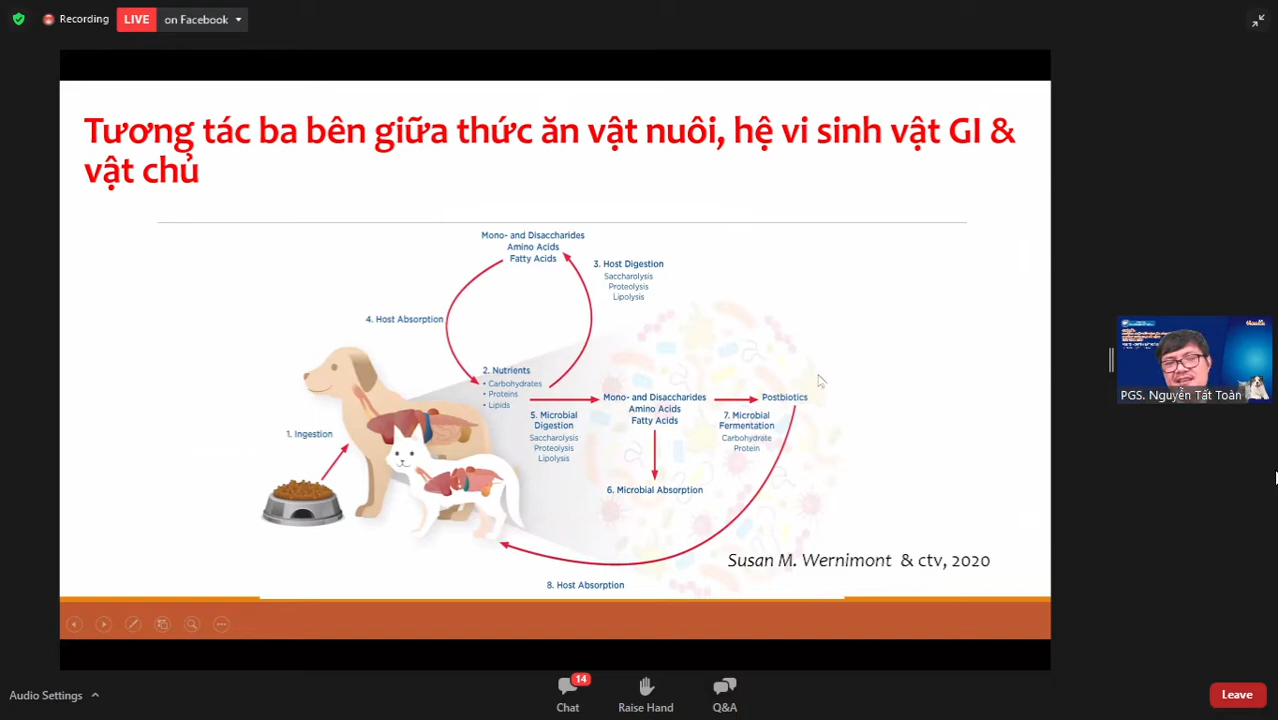 Recording
LIVE
on Facebook
Tương tác ba bên giữa thức ăn vật nuôi, hệ vi sinh vật GI &
vật chủ
Mono- and Disaccharides
Amino Acids
Fatty Acids
3. Host Digestion
Saccharolysis
Proteolysis
Lipolysis
4. Host Absorption
2. Nutrients
• Carbohydrates
• Proteins
• Lipids
Mono- and Disaccharides
Amino Acids
Fatty Acids
Postbiotics
5. Microbial
Digestion
Saccharolysis
Proteolysis
Lipolysis
7. Microbial
Fermentation
Carbohydrate
Protein
1. Ingestion
6. Microbial Absorption
8. Host Absorption
Susan M. Wernimont & ctv, 2020
PGS. Nguyễn Tất Toàn
Audio Settings
14
Chat
Raise Hand
Q&A
Leave